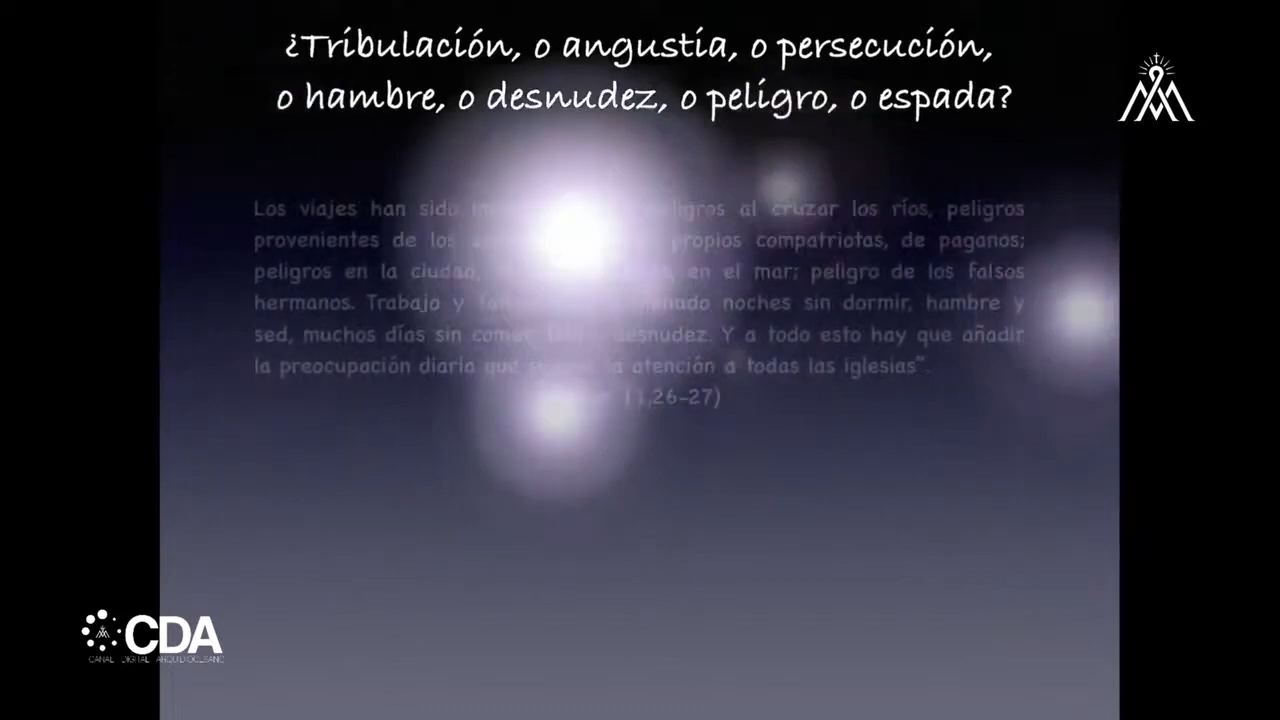 ¿Tribulación, o angustia, o persecución,
o hambre, o desnudez, o peligro, o espada?
Los viajes han sido al cruzar los ríos, peligros
provenientes de los propios compatriotas, de paganos;
peligros en la ciudad, en el mar; peligro de los falsos
hermanos. Trabajo y noches sin dormir, hambre y
sed, muchos días sin comer, desnudez. Y a todo esto hay que añadir
la preocupación diaria que la atención a todas las iglesias”.
11,26-27)
CDA
CANAL DIGITAL ARQUIDIOCESANO